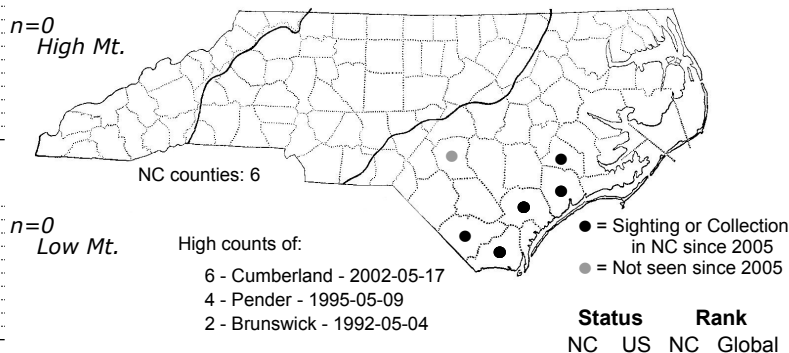 n=0
High Mt.
NC counties: 6
n=0
Low Mt.
High counts of:
6 - Cumberland - 2002-05-17
4 - Pender - 1995-05-09
2 - Brunswick - 1992-05-04
= Sighting or Collection
in NC since 2005
= Not seen since 2005
Status Rank
NC US NC Global